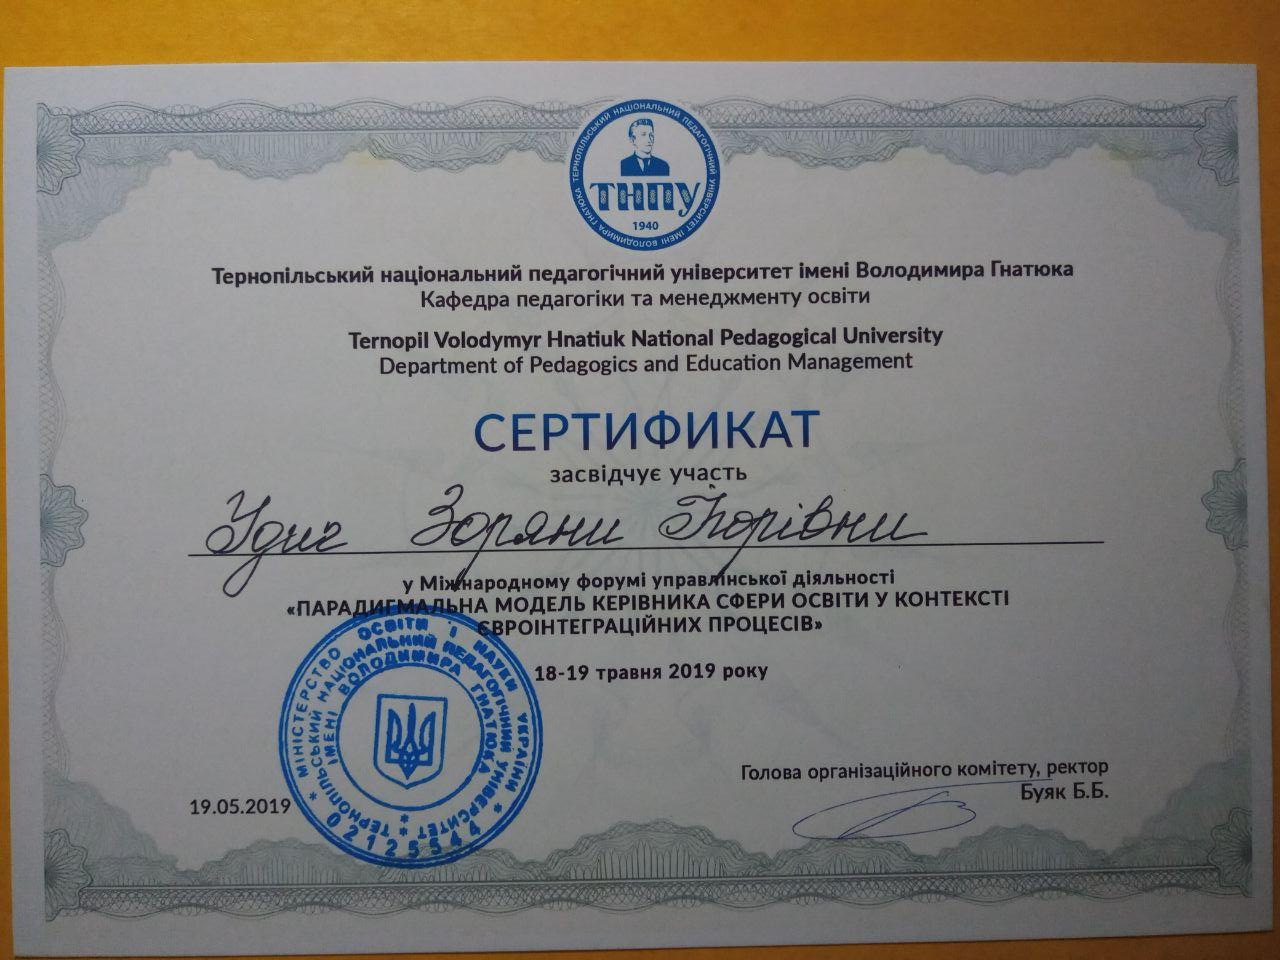 ТЕРНОПІЛЬСЬКИЙ НАЦІОНАЛЬНИЙ ПЕДАГОГІЧНИЙ УНІВЕРСИТЕТ ІМЕНІ ВОЛОДИМИРА ГНАТЮКА
ТНПУ
1940
Тернопільський національний педагогічний університет імені Володимира Гнатюка
Кафедра педагогіки та менеджменту освіти
Ternopil Volodymyr Hnatiuk National Pedagogical University
Department of Pedagogics and Education Management
СЕРТИФИКАТ
засвідчує участь
Удич Зоряни Ігорівни
у Міжнародному форумі управлінської діяльності
«ПАРАДИГМАЛЬНА МОДЕЛЬ КЕРІВНИКА СФЕРИ ОСВІТИ У КОНТЕКСТІ
ЄВРОІНТЕГРАЦІЙНИХ ПРОЦЕСІВ»
18-19 травня 2019 року
МІНІСТЕРСТВО ОСВІТИ І НАУКИ УКРАЇНИ
ТЕРНОПІЛЬСЬКИЙ НАЦІОНАЛЬНИЙ ПЕДАГОГІЧНИЙ УНІВЕРСИТЕТ
ІМЕНІ ВОЛОДИМИРА ГНАТЮКА
* 02125544 *
Голова організаційного комітету, ректор
Буяк Б.Б.
19.05.2019